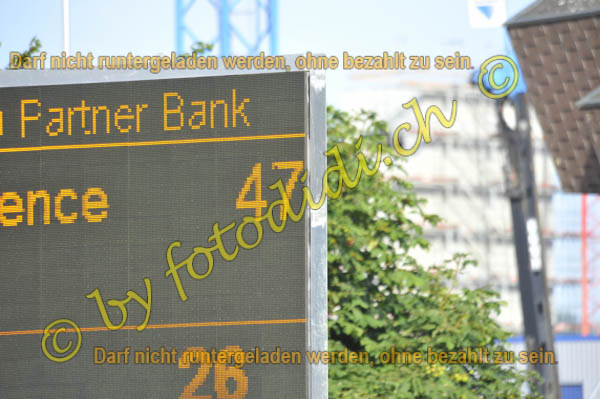 Darf nicht runtergeladen werden, ohne bezahlt zu sein.
Partner Bank
ence 47
© by fotodidi.ch ©
Darf nicht runtergeladen werden, ohne bezahlt zu sein.
26